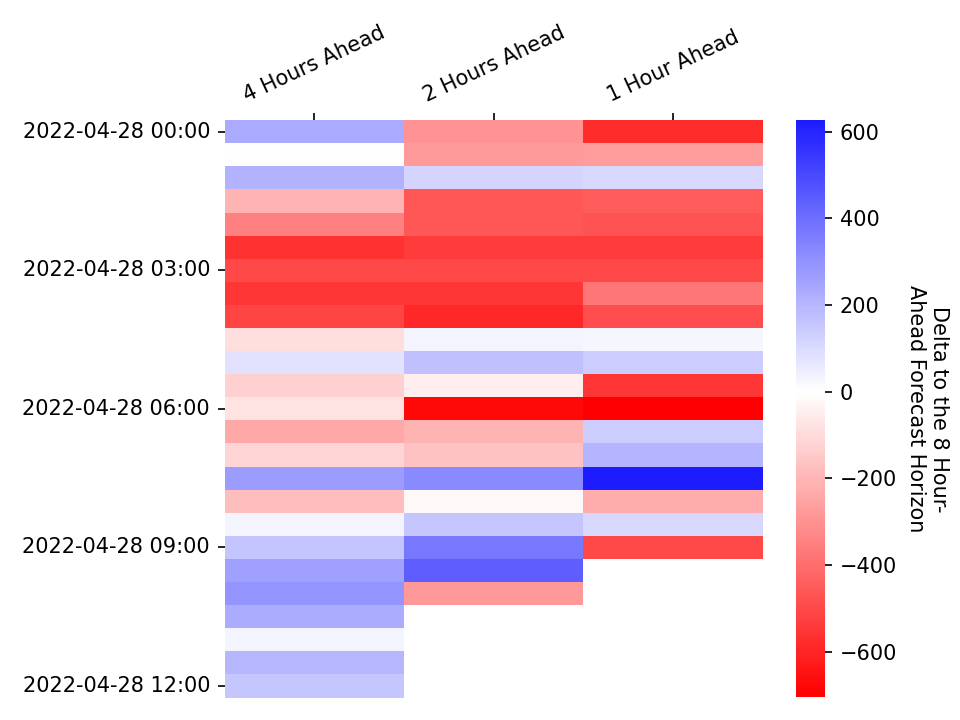 4 Hours Ahead
2 Hours Ahead
1 Hour Ahead
2022-04-28 00:00
2022-04-28 03:00
2022-04-28 06:00
2022-04-28 09:00
2022-04-28 12:00
600
400
200
0
−200
−400
−600
Delta to the 8 Hour-
Ahead Forecast Horizon